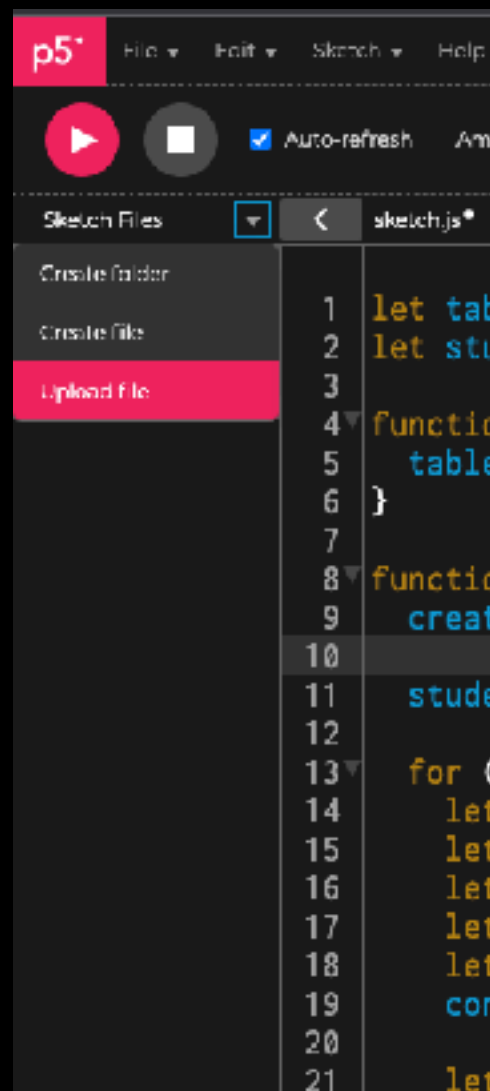 p5* File Edit Sketch Help
Auto-refresh Am
Sketch Files sketch.js*
Create folder
Create file
Upload file
1 let tab
2 let stu
3
4 functio
5 table
6 }
7
8 functio
9 creat
10
11 stude
12
13 for (
14 let
15 let
16 let
17 let
18 let
19 con
20
21 let